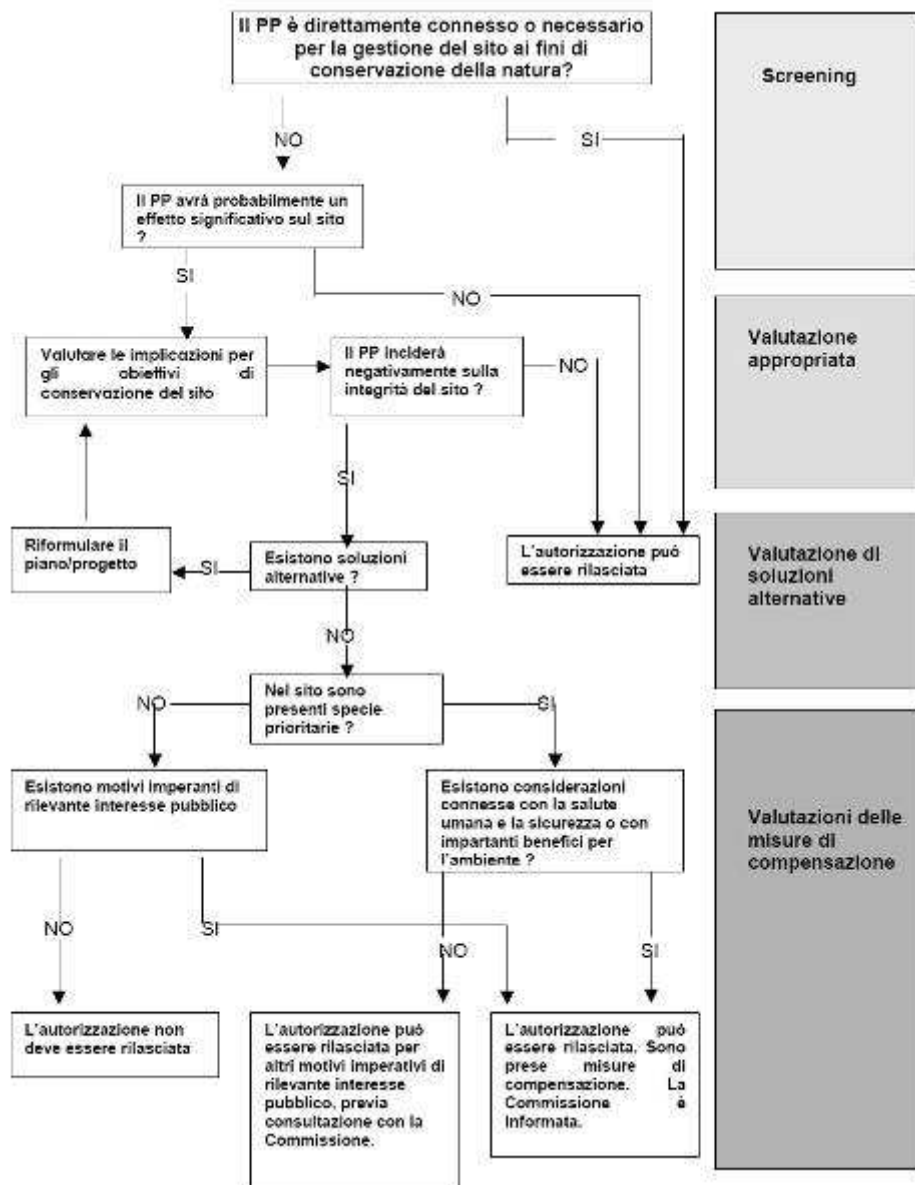 Il PP è direttamente connesso o necessario
per la gestione del sito ai fini di
conservazione della natura?
Screening
NO
SI
Il PP avrà probabilmente un
effetto significativo sul sito
?
SI
NO
Valutare le implicazioni per
gli obiettivi di
conservazione del sito
Il PP inciderà
negativamente sulla
integrità del sito ?
NO
Valutazione
appropriata
SI
Riformulare il
piano/progetto
SI
Esistono soluzioni
alternative ?
L'autorizzazione può
essere rilasciata
Valutazione di
soluzioni
alternative
NO
Nel sito sono
presenti specie
prioritarie ?
NO
SI
Esistono motivi imperanti di
rilevante interesse pubblico
Esistono considerazioni
connesse con la salute
umana e la sicurezza o con
impartanti benefici per
l'ambiente ?
Valutazioni delle
misure di
compensazione
NO
SI
NO
SI
L'autorizzazione non
deve essere rilasciata
L'autorizzazione può
essere rilasciata per
altri motivi imperativi di
rilevante interesse
pubblico, previa
consultazione con la
Commissione.
L'autorizzazione può
essere rilasciata. Sono
prese misure di
compensazione. La
Commissione è
Informata.